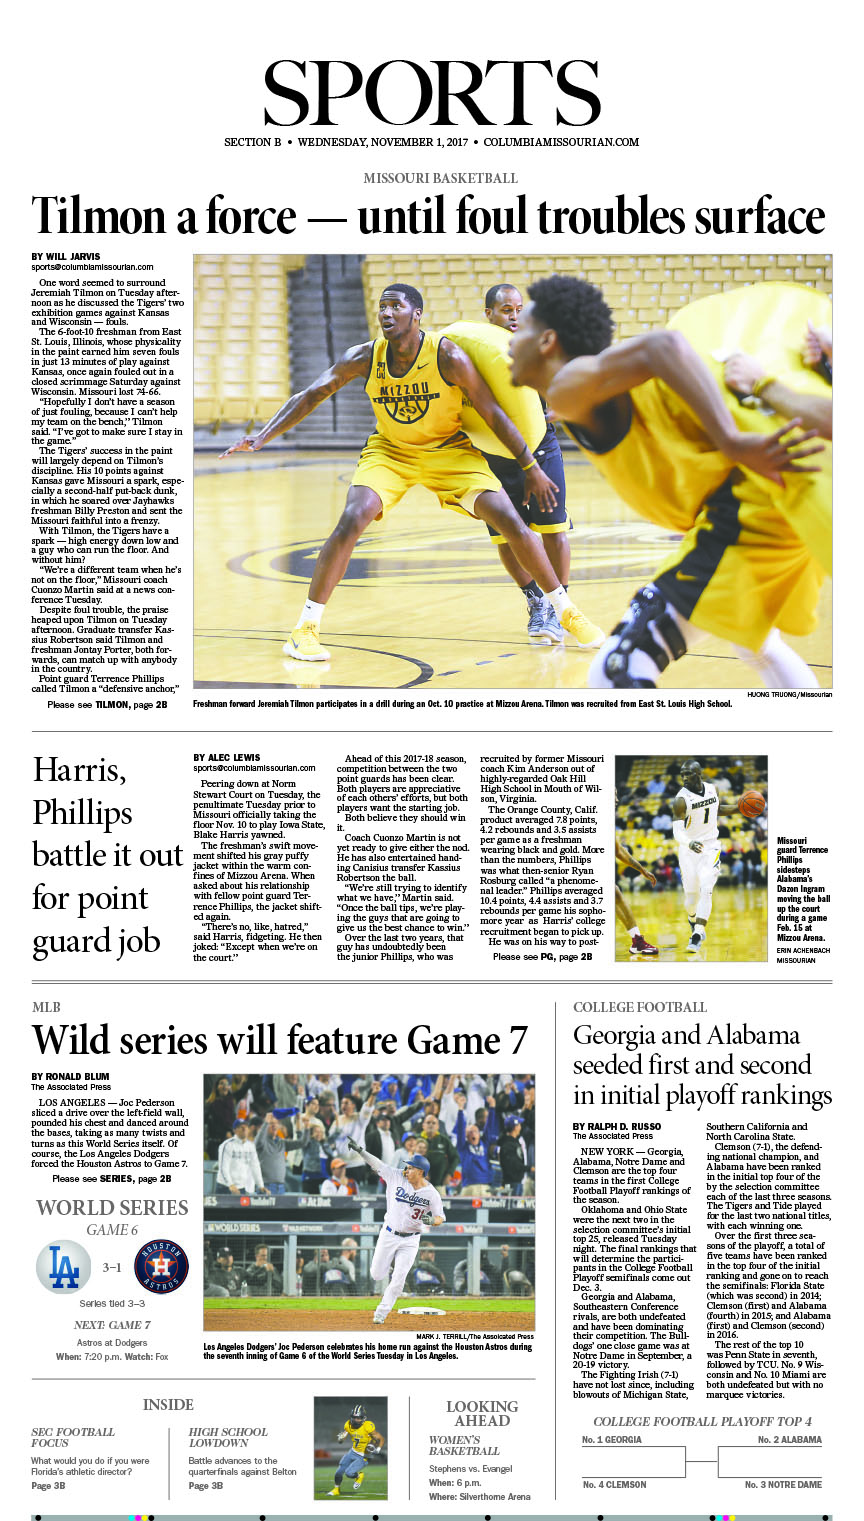 SPORTS
SECTION B • WEDNESDAY, NOVEMBER 1, 2017 • COLUMBIAMISSOURIAN.COM
MISSOURI BASKETBALL
Tilmon a force — until foul troubles surface
BY WILL JARVIS
sports@columbiamissourian.com
One word seemed to surround
Jeremiah Tilmon on Tuesday after-
noon as he discussed the Tigers' two
exhibition games against Kansas
and Wisconsin — fouls.
The 6-foot-10 freshman from East
St. Louis, Illinois, whose physicality
in the paint earned him seven fouls
in just 13 minutes of play against
Kansas, once again fouled out in a
closed scrimmage Saturday against
Wisconsin. Missouri lost 74-66.
“Hopefully I don't have a season
of just fouling, because I can't help
my team on the bench,” Tilmon
said. “I've got to make sure I stay in
the game.”
The Tigers' success in the paint
will largely depend on Tilmon's
discipline. His 10 points against
Kansas gave Missouri a spark, espe-
cially a second-half put-back dunk,
in which he soared over Jayhawks
freshman Billy Preston and sent the
Missouri faithful into a frenzy.
With Tilmon, the Tigers have a
spark — high energy down low and
a guy who can run the floor. And
without him?
“We're a different team when he's
not on the floor,” Missouri coach
Cuonzo Martin said at a news con-
ference Tuesday.
Despite foul trouble, the praise
heaped upon Tilmon on Tuesday
afternoon. Graduate transfer Kas-
sius Robertson said Tilmon and
freshman Jontay Porter, both for-
wards, can match up with anybody
in the country.
Point guard Terrence Phillips
called Tilmon a “defensive anchor,”
Please see TILMON, page 2B
MIZZOU
BASKETBALL
HUONG TRUONG/Missourian
Freshman forward Jeremiah Tilmon participates in a drill during an Oct. 10 practice at Mizzou Arena. Tilmon was recruited from East St. Louis High School.
Harris,
Phillips
battle it out
for point
guard job
BY ALEC LEWIS
sports@columbiamissourian.com
Peering down at Norm
Stewart Court on Tuesday, the
penultimate Tuesday prior to
Missouri officially taking the
floor Nov. 10 to play Iowa State,
Blake Harris yawned.
The freshman's swift move-
ment shifted his gray puffy
jacket within the warm con-
fines of Mizzou Arena. When
asked about his relationship
with fellow point guard Ter-
rence Phillips, the jacket shift-
ed again.
“There's no, like, hatred,”
said Harris, fidgeting. He then
joked: “Except when we're on
the court.”
Ahead of this 2017-18 season,
competition between the two
point guards has been clear.
Both players are appreciative
of each others' efforts, but both
players want the starting job.
Both believe they should win
it.
Coach Cuonzo Martin is not
yet ready to give either the nod.
He has also entertained hand-
ing Canisius transfer Kassius
Robertson the ball.
“We're still trying to identify
what we have,” Martin said.
“Once the ball tips, we're play-
ing the guys that are going to
give us the best chance to win.”
Over the last two years, that
guy has undoubtedly been
the junior Phillips, who was
recruited by former Missouri
coach Kim Anderson out of
highly-regarded Oak Hill
High School in Mouth of Wil-
son, Virginia.
The Orange County, Calif.
product averaged 7.8 points,
4.2 rebounds and 3.5 assists
per game as a freshman
wearing black and gold. More
than the numbers, Phillips
was what then-senior Ryan
Rosburg called “a phenome-
nal leader.” Phillips averaged
10.4 points, 4.4 assists and 3.7
rebounds per game his sopho-
more year as Harris' college
recruitment began to pick up.
He was on his way to post-
Please see PG, page 2B
MIZZOU
1
Missouri
guard Terrence
Phillips
sidesteps
Alabama's
Dazon Ingram
moving the ball
up the court
during a game
Feb. 15 at
Mizzou Arena.
ERIN ACHENBACH
MISSOURIAN
MLB
Wild series will feature Game 7
BY RONALD BLUM
The Associated Press
LOS ANGELES — Joc Pederson
sliced a drive over the left-field wall,
pounded his chest and danced around
the bases, taking as many twists and
turns as this World Series itself. Of
course, the Los Angeles Dodgers
forced the Houston Astros to Game 7.
Please see SERIES, page 2B
WORLD SERIES
GAME 6
LA
3–1
HOUSTON
ASTROS
Series tied 3–3
NEXT: GAME 7
Astros at Dodgers
When: 7:20 p.m. Watch: Fox
WORLD SERIES
Dodgers
31
MARK J. TERRILL/The Assoicated Press
Los Angeles Dodgers' Joc Pederson celebrates his home run against the Houston Astros during
the seventh inning of Game 6 of the World Series Tuesday in Los Angeles.
COLLEGE FOOTBALL
Georgia and Alabama
seeded first and second
in initial playoff rankings
BY RALPH D. RUSSO
The Associated Press
NEW YORK — Georgia,
Alabama, Notre Dame and
Clemson are the top four
teams in the first College
Football Playoff rankings of
the season.
Oklahoma and Ohio State
were the next two in the
selection committee's initial
top 25, released Tuesday
night. The final rankings that
will determine the partici-
pants in the College Football
Playoff semifinals come out
Dec. 3.
Georgia and Alabama,
Southeastern Conference
rivals, are both undefeated
and have been dominating
their competition. The Bull-
dogs' one close game was at
Notre Dame in September, a
20-19 victory.
The Fighting Irish (7-1)
have not lost since, including
blowouts of Michigan State,
Southern California and
North Carolina State.
Clemson (7-1), the defend-
ing national champion, and
Alabama have been ranked
in the initial top four of the
by the selection committee
each of the last three seasons.
The Tigers and Tide played
for the last two national titles,
with each winning one.
Over the first three sea-
sons of the playoff, a total of
five teams have been ranked
in the top four of the initial
ranking and gone on to reach
the semifinals: Florida State
(which was second) in 2014;
Clemson (first) and Alabama
(fourth) in 2015; and Alabama
(first) and Clemson (second)
in 2016.
The rest of the top 10
was Penn State in seventh,
followed by TCU. No. 9 Wis-
consin and No. 10 Miami are
both undefeated but with no
marquee victories.
COLLEGE FOOTBALL PLAYOFF TOP 4
No. 1 GEORGIA
No. 2 ALABAMA
No. 4 CLEMSON
No. 3 NOTRE DAME
INSIDE
SEC FOOTBALL
FOCUS
What would you do if you were
Florida's athletic director?
Page 3B
HIGH SCHOOL
LOWDOWN
Battle advances to the
quarterfinals against Belton
Page 3B
LOOKING
AHEAD
WOMEN'S
BASKETBALL
Stephens vs. Evangel
When: 6 p.m.
Where: Silverthorne Arena